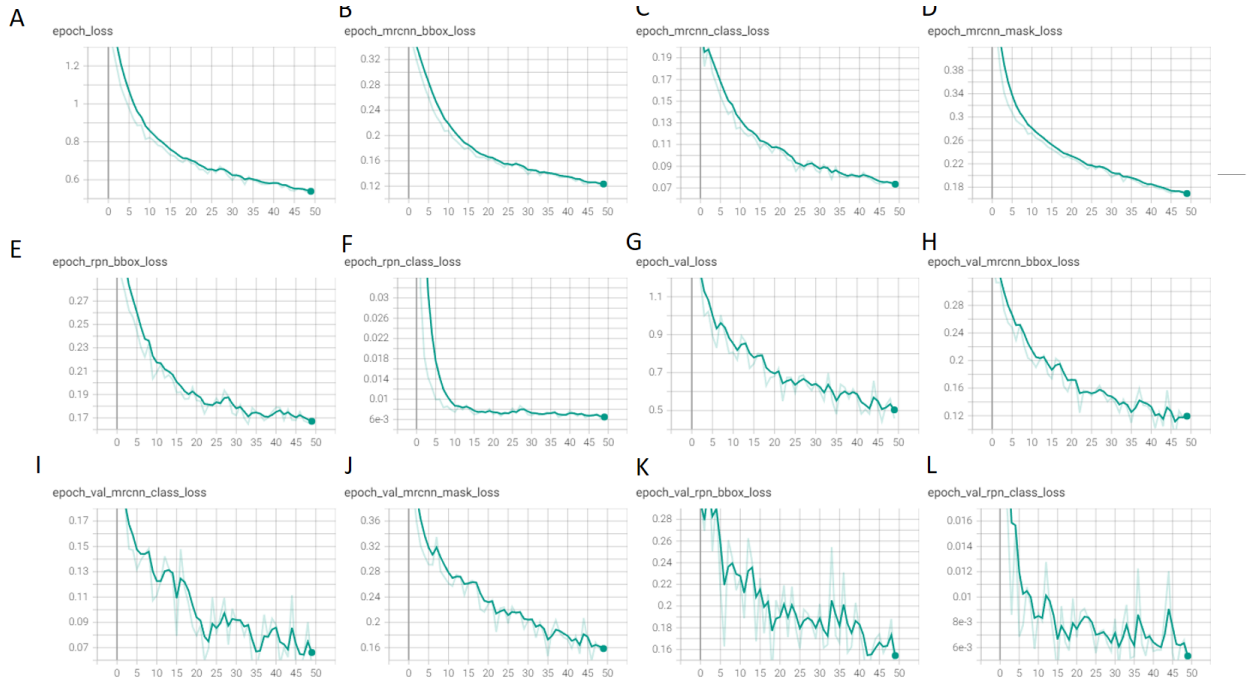 A
B
C
D
epoch_loss
epoch_mrcnn_bbox_loss
epoch_mrcnn_class_loss
epoch_mrcnn_mask_loss
1.2
1
0.8
0.6
0 5 10 15 20 25 30 35 40 45 50
0.32
0.28
0.24
0.2
0.16
0.12
0 5 10 15 20 25 30 35 40 45 50
0.19
0.17
0.15
0.13
0.11
0.09
0.07
0 5 10 15 20 25 30 35 40 45 50
0.38
0.34
0.3
0.26
0.22
0.18
0 5 10 15 20 25 30 35 40 45 50
E
F
G
H
epoch_rpn_bbox_loss
epoch_rpn_class_loss
epoch_val_loss
epoch_val_mrcnn_bbox_loss
0.27
0.25
0.23
0.21
0.19
0.17
0 5 10 15 20 25 30 35 40 45 50
0.03
0.026
0.022
0.018
0.014
0.01
6e-3
0 5 10 15 20 25 30 35 40 45 50
1.1
0.9
0.7
0.5
0 5 10 15 20 25 30 35 40 45 50
0.28
0.24
0.2
0.16
0.12
0 5 10 15 20 25 30 35 40 45 50
I
J
K
L
epoch_val_mrcnn_class_loss
epoch_val_mrcnn_mask_loss
epoch_val_rpn_bbox_loss
epoch_val_rpn_class_loss
0.17
0.15
0.13
0.11
0.09
0.07
0 5 10 15 20 25 30 35 40 45 50
0.36
0.32
0.28
0.24
0.2
0.16
0 5 10 15 20 25 30 35 40 45 50
0.28
0.26
0.24
0.22
0.2
0.18
0.16
0 5 10 15 20 25 30 35 40 45 50
0.016
0.014
0.012
0.01
8e-3
6e-3
0 5 10 15 20 25 30 35 40 45 50